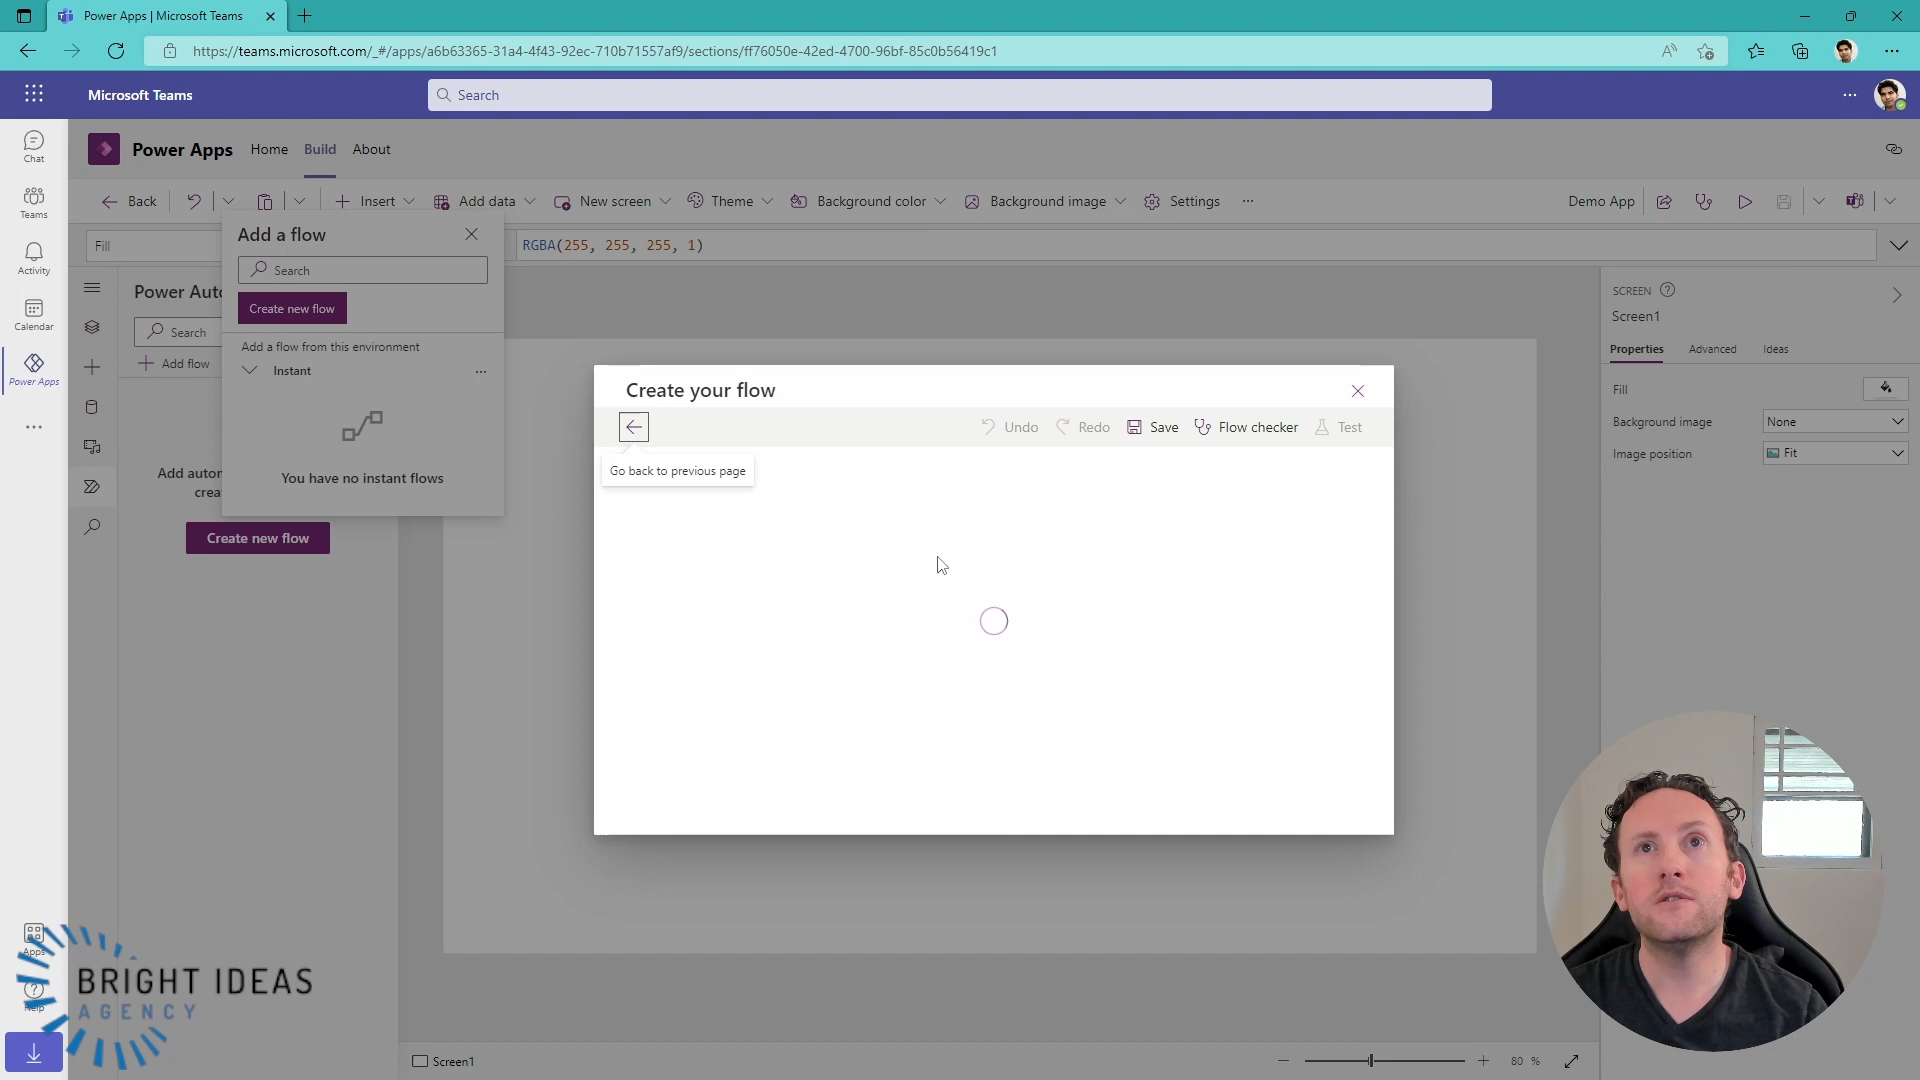 Power Apps | Microsoft Teams
https://teams.microsoft.com/_#/apps/a6b63365-31a4-4f43-92ec-710b71557af9/sections/ff76050e-42ed-4700-96bf-85c0b56419c1
Microsoft Teams
Search
Chat
Teams
Activity
Calendar
Power Apps
Apps
Help
Power Apps Home Build About
Back Insert Add data New screen Theme Background color Background image Settings Demo App
Fill
RGBA(255, 255, 255, 1)
Power Auto
Search
Add flow
Create new flow
Add a flow
Search
Create new flow
Add a flow from this environment
Instant
You have no instant flows
Create your flow
Undo Redo Save Flow checker Test
Go back to previous page
SCREEN
Screen1
Properties Advanced Ideas
Fill
Background image None
Image position Fit
Screen1
80 %
BRIGHT IDEAS
AGENCY